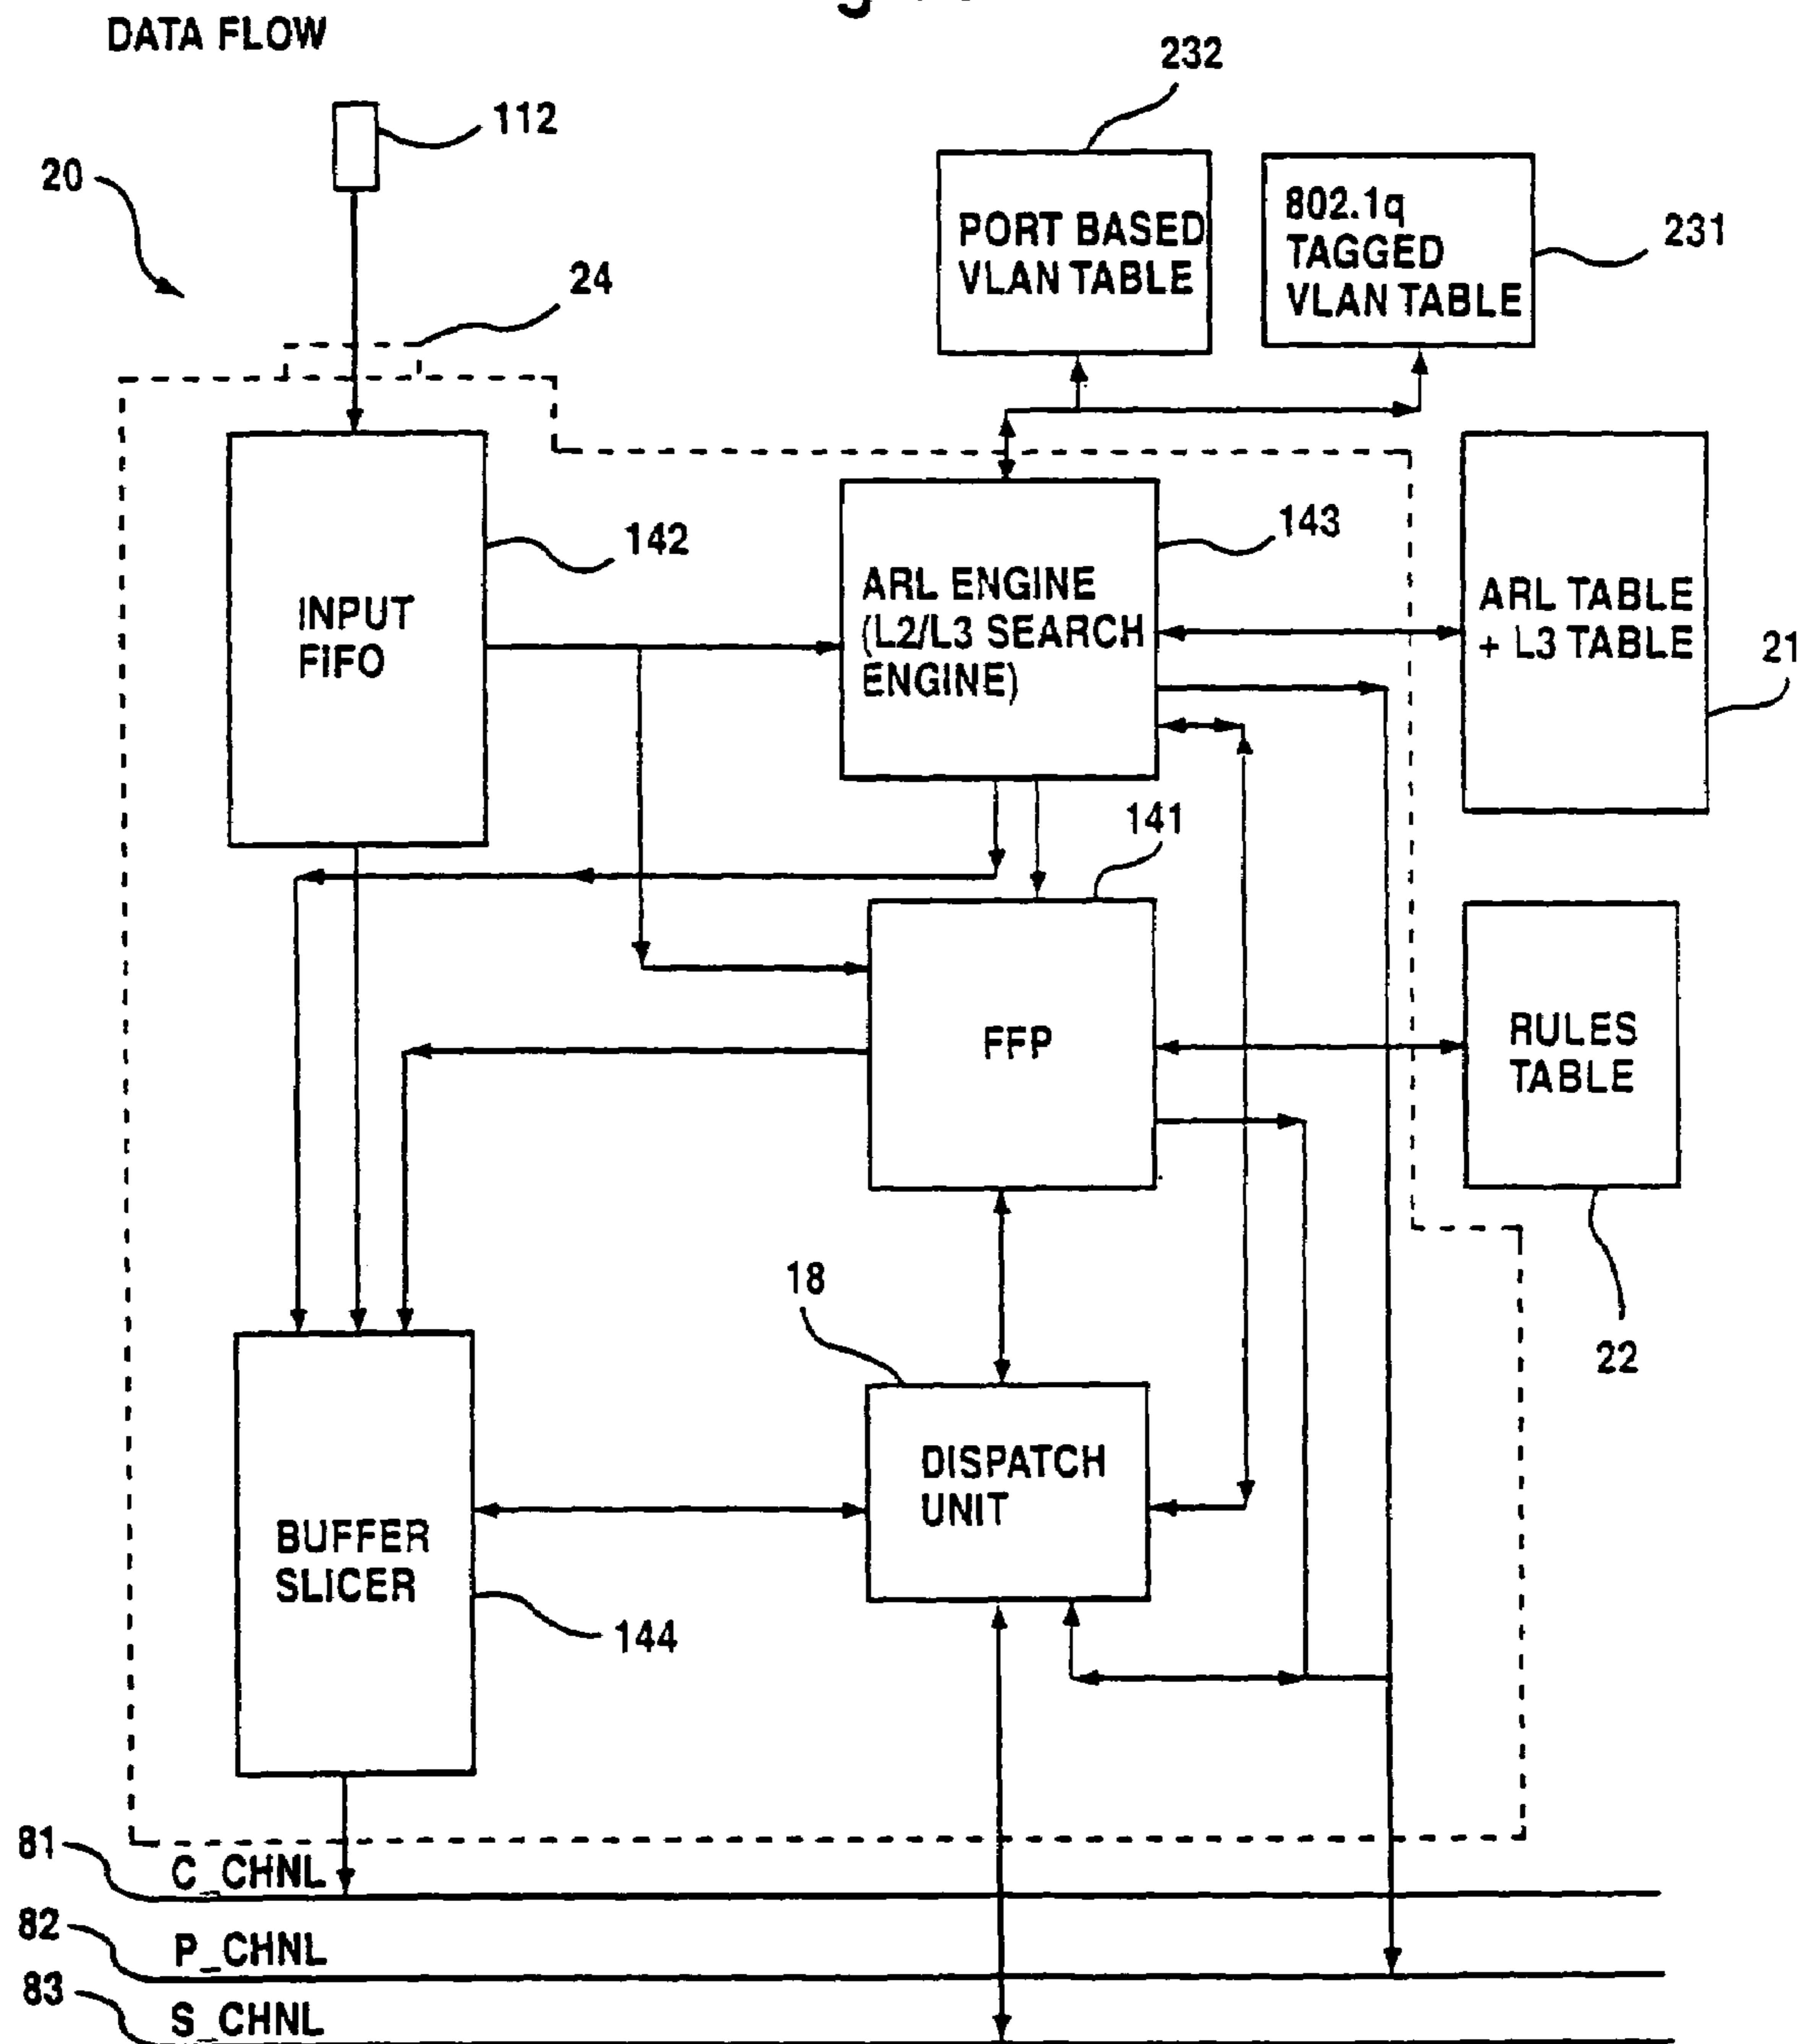 DATA FLOW
232
112
20
PORT BASED
VLAN TABLE
802.1q
TAGGED
VLAN TABLE
231
24
142
143
INPUT
FIFO
ARL ENGINE
(L2/L3 SEARCH
ENGINE)
ARL TABLE
+ L3 TABLE
21
141
FFP
RULES
TABLE
18
22
DISPATCH
UNIT
BUFFER
SLICER
144
81
C_CHNL
82
P_CHNL
83
S_CHNL